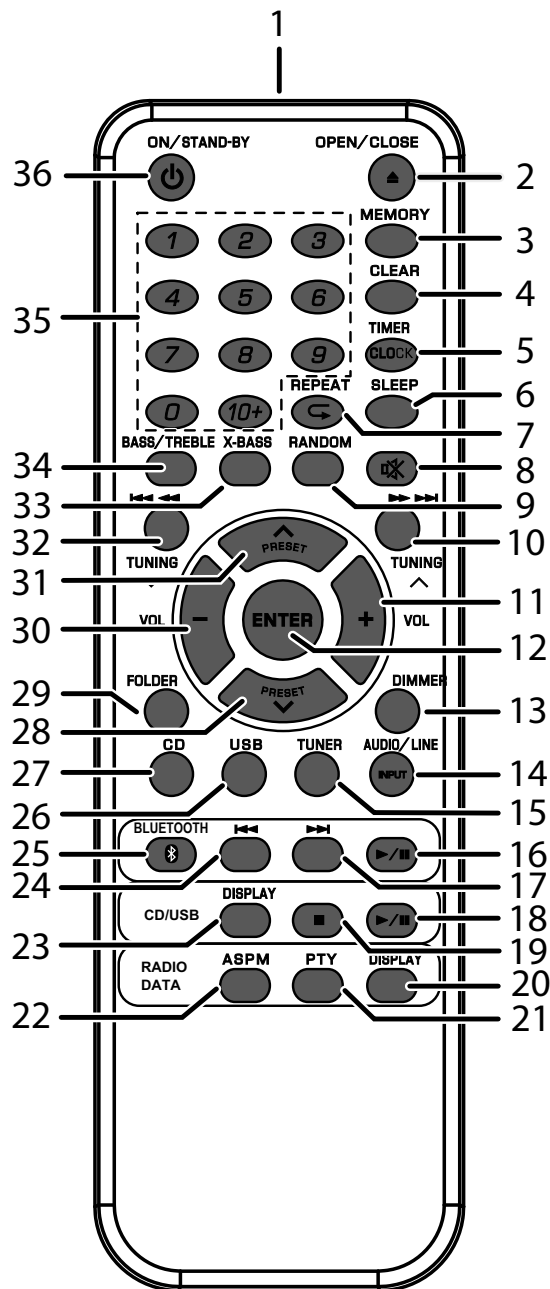 1
ON/STAND-BY OPEN/CLOSE
36 2
MEMORY
1 2 3 3
CLEAR
35 4 5 6 4
TIMER
7 8 9 CLOCK 5
REPEAT SLEEP
0 10+ 6
7
BASS/TREBLE X-BASS RANDOM
34 8
33 9
32 10
TUNING TUNING
31 PRESET 11
30 VOL − ENTER + VOL
12
FOLDER PRESET DIMMER
29 13
28
CD USB TUNER AUDIO/LINE
27 INPUT 14
26 15
BLUETOOTH
25 16
24 17
DISPLAY
CD/USB 18
23 19
RADIO DATA ASPM PTY DISPLAY
20
22 21